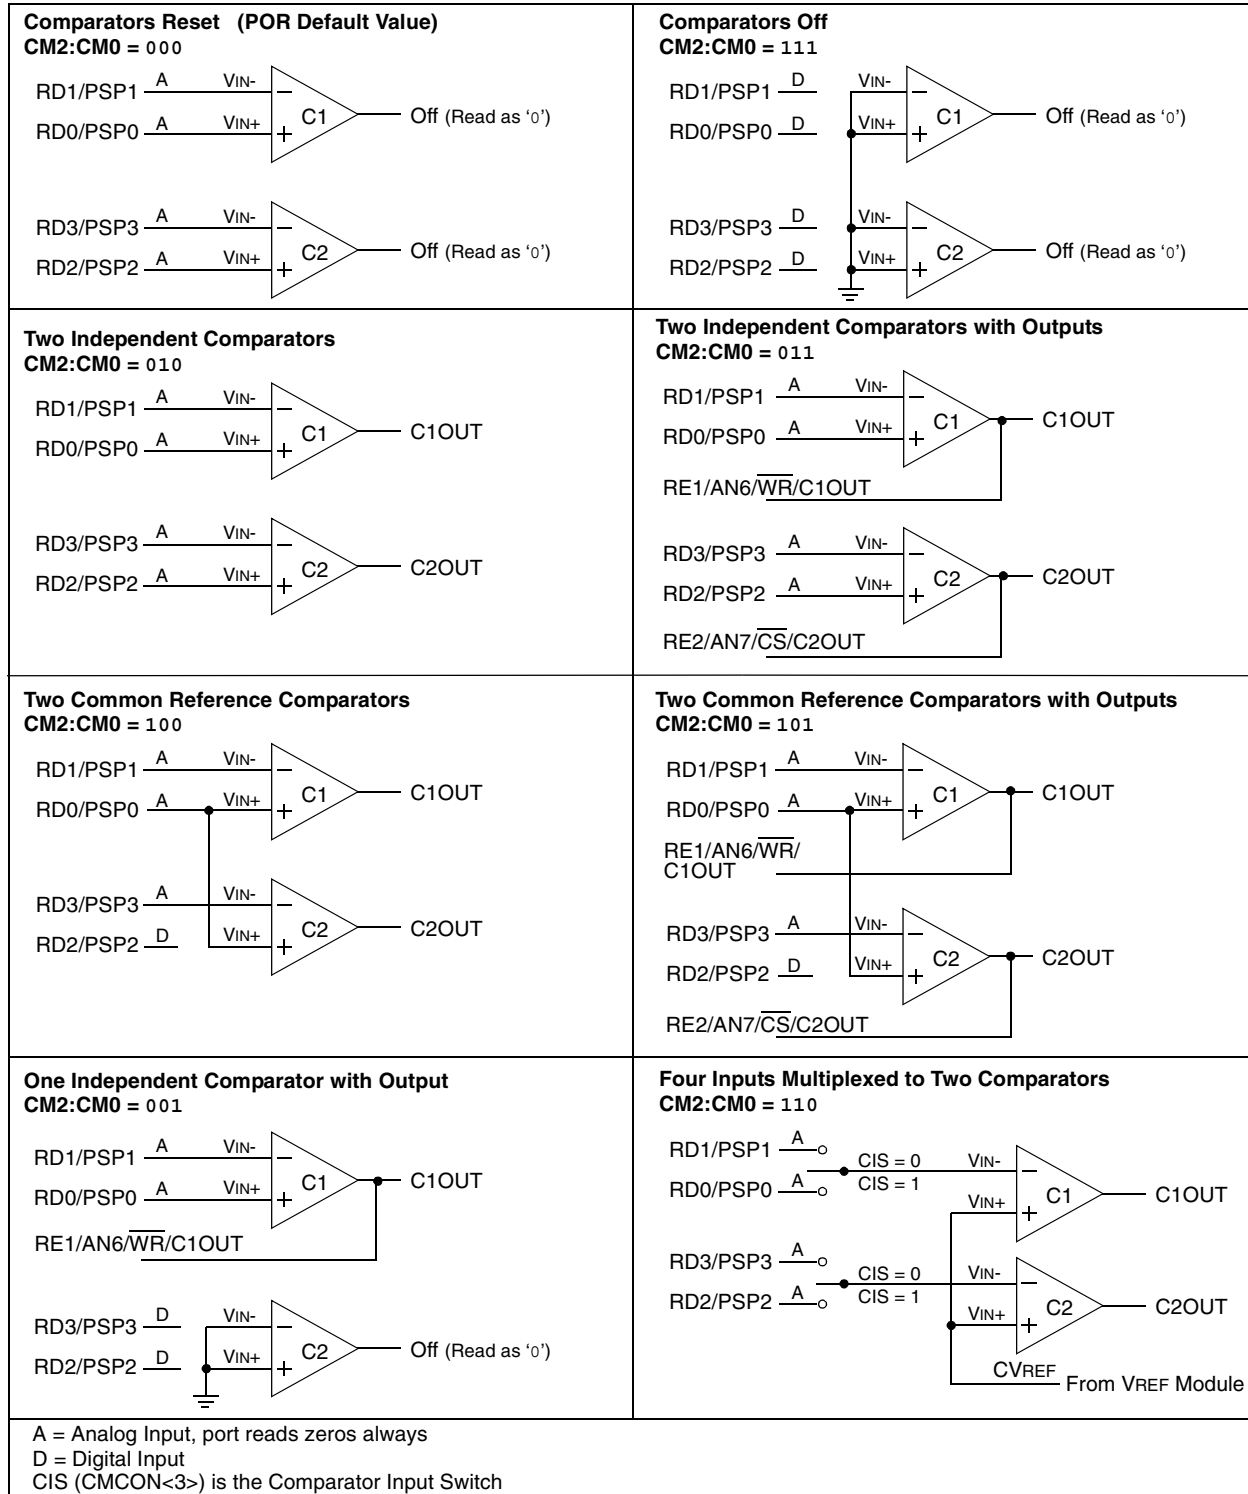 Comparators Reset (POR Default Value)
CM2:CM0 = 000
RD1/PSP1 A VIN-
RD0/PSP0 A VIN+
C1
Off (Read as ‘0’)
RD3/PSP3 A VIN-
RD2/PSP2 A VIN+
C2
Off (Read as ‘0’)
Comparators Off
CM2:CM0 = 111
RD1/PSP1 D VIN-
RD0/PSP0 D VIN+
C1
Off (Read as ‘0’)
RD3/PSP3 D VIN-
RD2/PSP2 D VIN+
C2
Off (Read as ‘0’)
Two Independent Comparators
CM2:CM0 = 010
RD1/PSP1 A VIN-
RD0/PSP0 A VIN+
C1
C1OUT
RD3/PSP3 A VIN-
RD2/PSP2 A VIN+
C2
C2OUT
Two Independent Comparators with Outputs
CM2:CM0 = 011
RD1/PSP1 A VIN-
RD0/PSP0 A VIN+
C1
C1OUT
RE1/AN6/WR/C1OUT
RD3/PSP3 A VIN-
RD2/PSP2 A VIN+
C2
C2OUT
RE2/AN7/CS/C2OUT
Two Common Reference Comparators
CM2:CM0 = 100
RD1/PSP1 A VIN-
RD0/PSP0 A VIN+
C1
C1OUT
RD3/PSP3 A VIN-
RD2/PSP2 D VIN+
C2
C2OUT
Two Common Reference Comparators with Outputs
CM2:CM0 = 101
RD1/PSP1 A VIN-
RD0/PSP0 A VIN+
C1
C1OUT
RE1/AN6/WR/
C1OUT
RD3/PSP3 A VIN-
RD2/PSP2 D VIN+
C2
C2OUT
RE2/AN7/CS/C2OUT
One Independent Comparator with Output
CM2:CM0 = 001
RD1/PSP1 A VIN-
RD0/PSP0 A VIN+
C1
C1OUT
RE1/AN6/WR/C1OUT
RD3/PSP3 D VIN-
RD2/PSP2 D VIN+
C2
Off (Read as ‘0’)
Four Inputs Multiplexed to Two Comparators
CM2:CM0 = 110
RD1/PSP1 A
CIS = 0 VIN-
RD0/PSP0 A CIS = 1
VIN+
C1
C1OUT
RD3/PSP3 A
CIS = 0 VIN-
RD2/PSP2 A CIS = 1
VIN+
C2
C2OUT
CVREF
From VREF Module
A = Analog Input, port reads zeros always
D = Digital Input
CIS (CMCON<3>) is the Comparator Input Switch